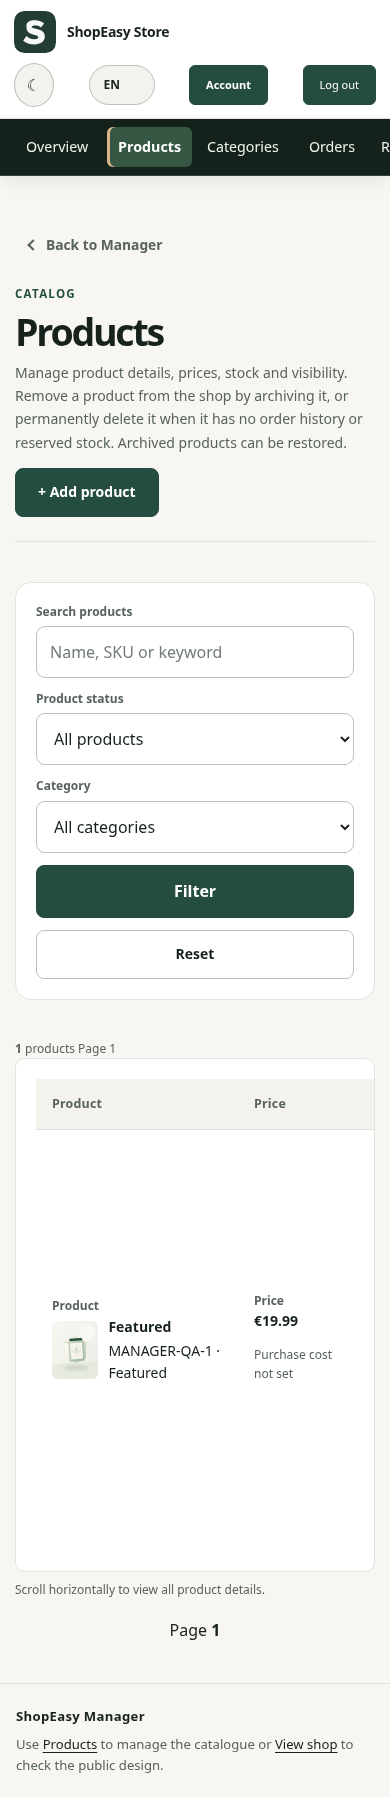 S ShopEasy Store
EN Account Log out
Overview Products Categories Orders R
Back to Manager
CATALOG
Products
Manage product details, prices, stock and visibility.
Remove a product from the shop by archiving it, or
permanently delete it when it has no order history or
reserved stock. Archived products can be restored.
+ Add product
Search products
Name, SKU or keyword
Product status
All products
Category
All categories
Filter
Reset
1 products Page 1
Product Price
Product
Featured
MANAGER-QA-1 ·
Featured
Price
€19.99
Purchase cost
not set
Scroll horizontally to view all product details.
Page 1
ShopEasy Manager
Use Products to manage the catalogue or View shop to
check the public design.